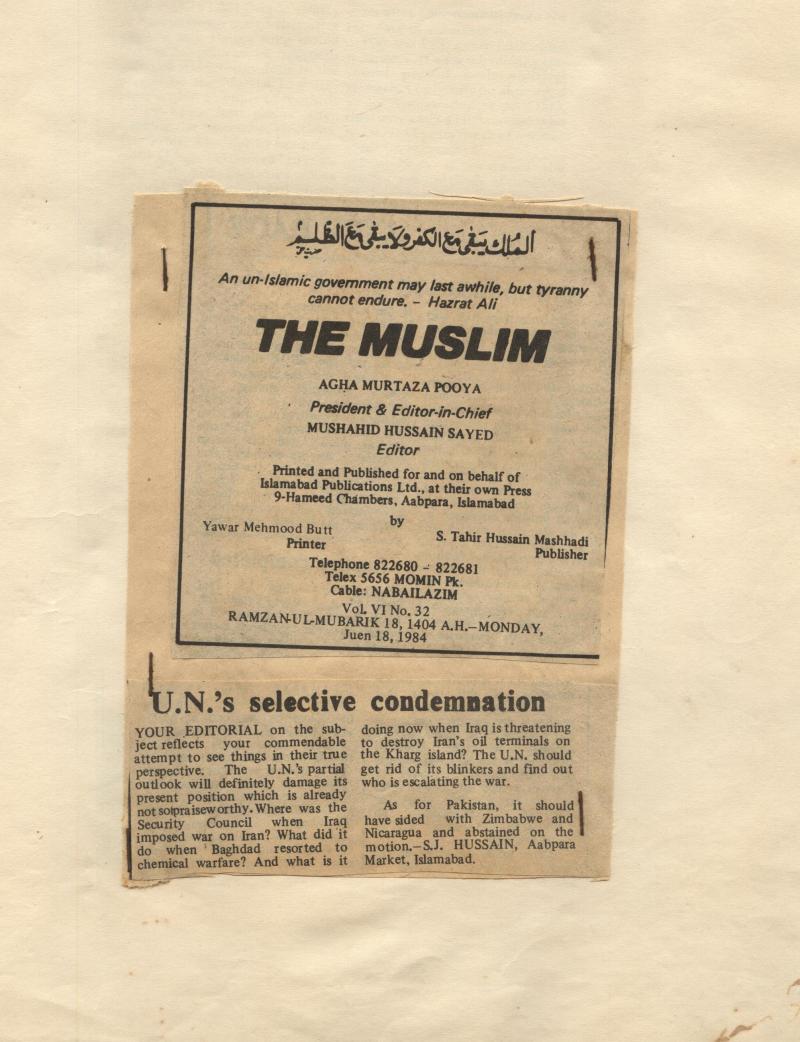 الملك يبقى مع الكفر ولا يبقى مع الظلم
An un-Islamic government may last awhile, but tyranny
cannot endure. – Hazrat Ali
THE MUSLIM
AGHA MURTAZA POOYA
President & Editor-in-Chief
MUSHAHID HUSSAIN SAYED
Editor
Printed and Published for and on behalf of
Islamabad Publications Ltd., at their own Press
9-Hameed Chambers, Aabpara, Islamabad
by
Yawar Mehmood Butt
Printer
S. Tahir Hussain Mashhadi
Publisher
Telephone 822680 – 822681
Telex 5656 MOMIN Pk.
Cable: NABAILAZIM
Vol. VI No. 32
RAMZAN-UL-MUBARIK 18, 1404 A.H.—MONDAY,
Juen 18, 1984
U.N.'s selective condemnation
YOUR EDITORIAL on the sub-
ject reflects your commendable
attempt to see things in their true
perspective. The U.N.'s partial
outlook will definitely damage its
present position which is already
not so praiseworthy. Where was the
Security Council when Iraq
imposed war on Iran? What did it
do when Baghdad resorted to
chemical warfare? And what is it
doing now when Iraq is threatening
to destroy Iran's oil terminals on
the Kharg island? The U.N. should
get rid of its blinkers and find out
who is escalating the war.
As for Pakistan, it should
have sided with Zimbabwe and
Nicaragua and abstained on the
motion.—S.J. HUSSAIN, Aabpara
Market, Islamabad.